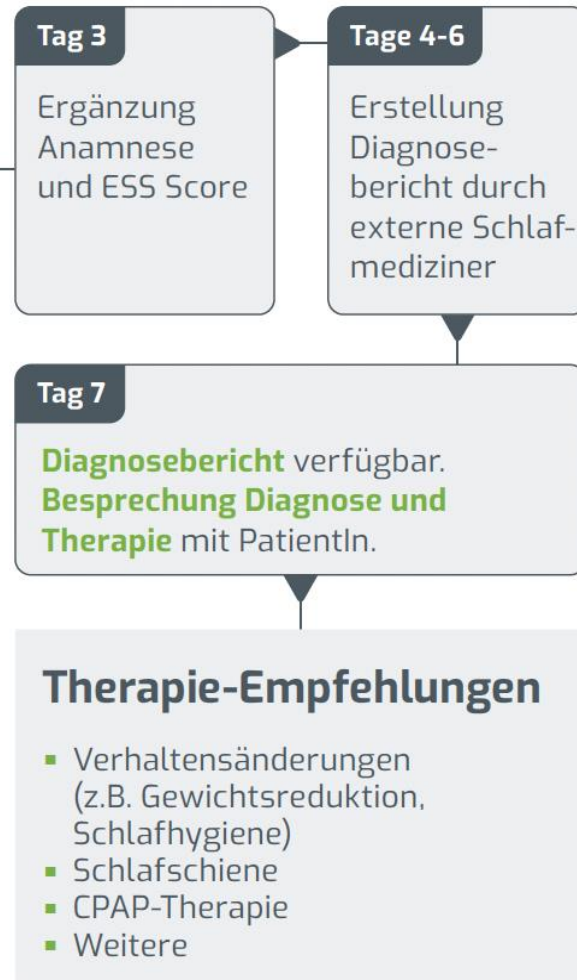 Tag 3
Ergänzung
Anamnese
und ESS Score
Tage 4-6
Erstellung
Diagnose-
bericht durch
externe Schlaf-
mediziner
Tag 7
Diagnosebericht verfügbar.
Besprechung Diagnose und
Therapie mit PatientIn.
Therapie-Empfehlungen
▪ Verhaltensänderungen
(z.B. Gewichtsreduktion,
Schlafhygiene)
▪ Schlafschiene
▪ CPAP-Therapie
▪ Weitere